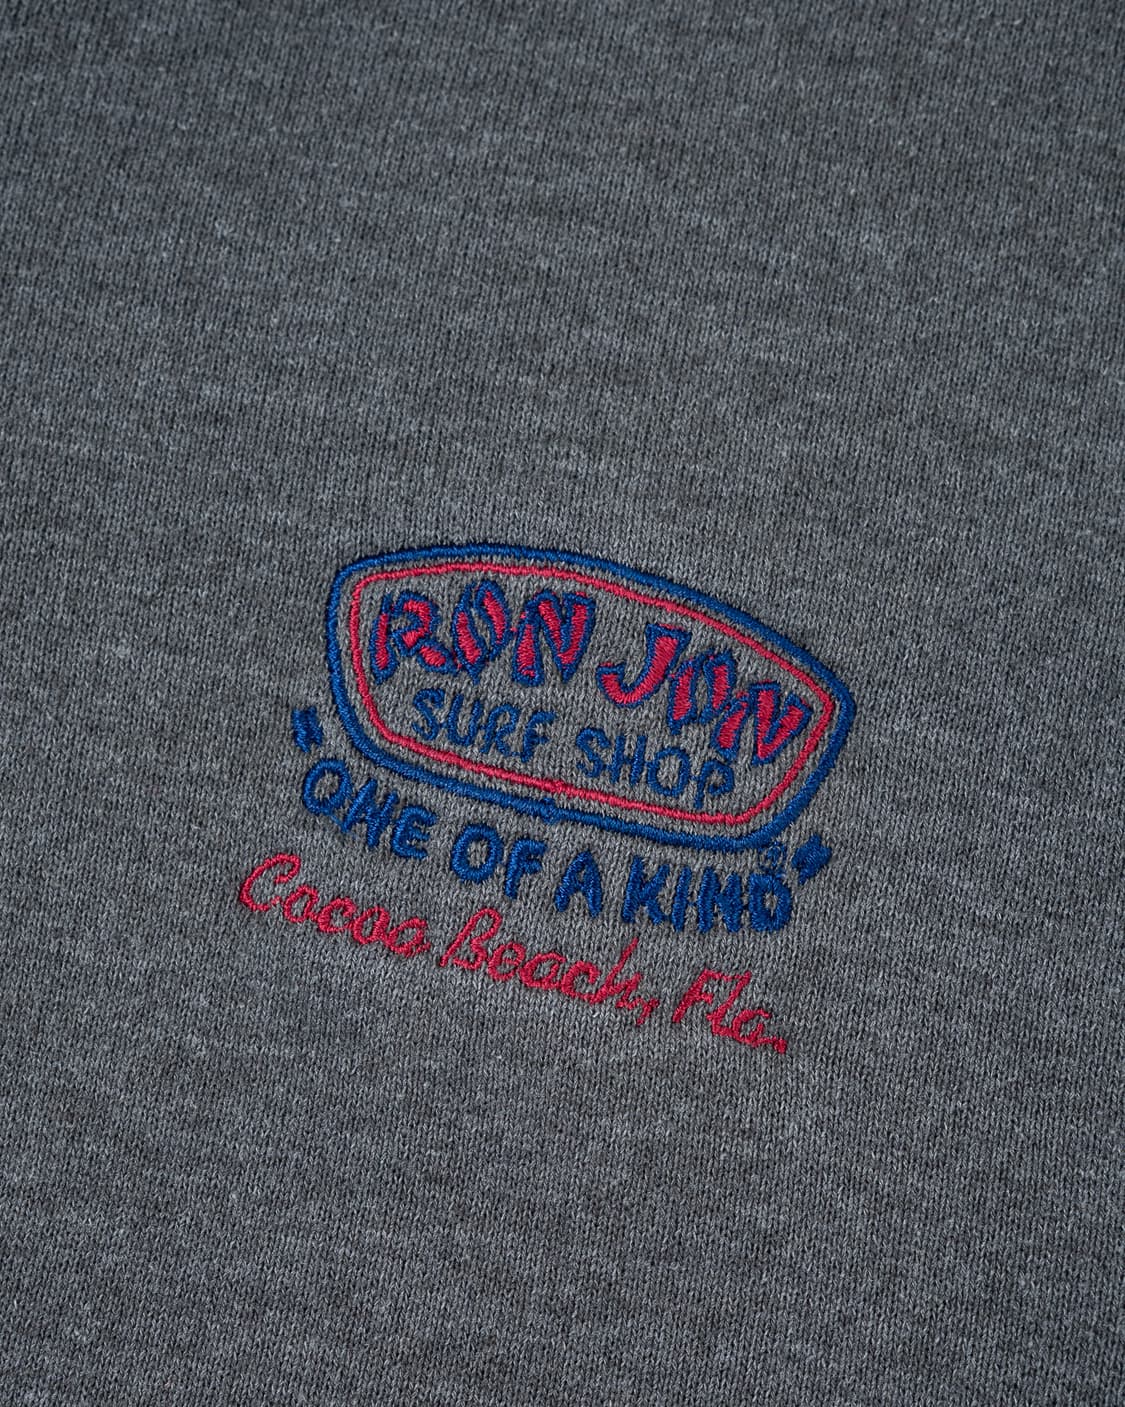 RON JON
SURF SHOP
"ONE OF A KIND"
Cocoa Beach, Fla.